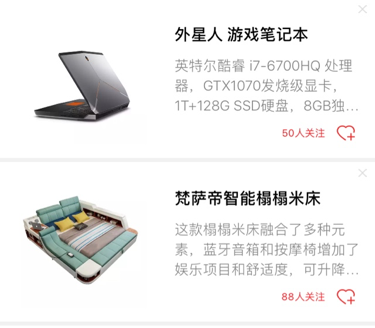 外星人 游戏笔记本
英特尔酷睿 i7-6700HQ 处理
器，GTX1070发烧级显卡，
1T+128G SSD硬盘，8GB独...
50人关注
梵萨帝智能榻榻米床
这款榻榻米床融合了多种元
素，蓝牙音箱和按摩椅增加了
娱乐项目和舒适度，可升降...
88人关注